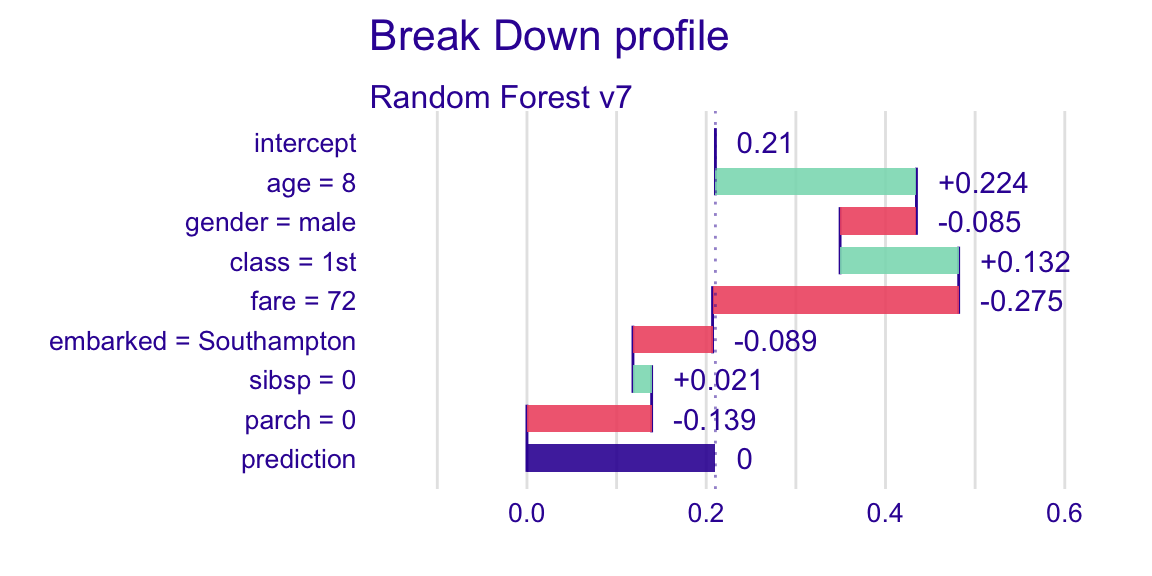 Break Down profile
Random Forest v7
intercept 0.21
age = 8 +0.224
gender = male -0.085
class = 1st +0.132
fare = 72 -0.275
embarked = Southampton -0.089
sibsp = 0 +0.021
parch = 0 -0.139
prediction 0
0.0 0.2 0.4 0.6